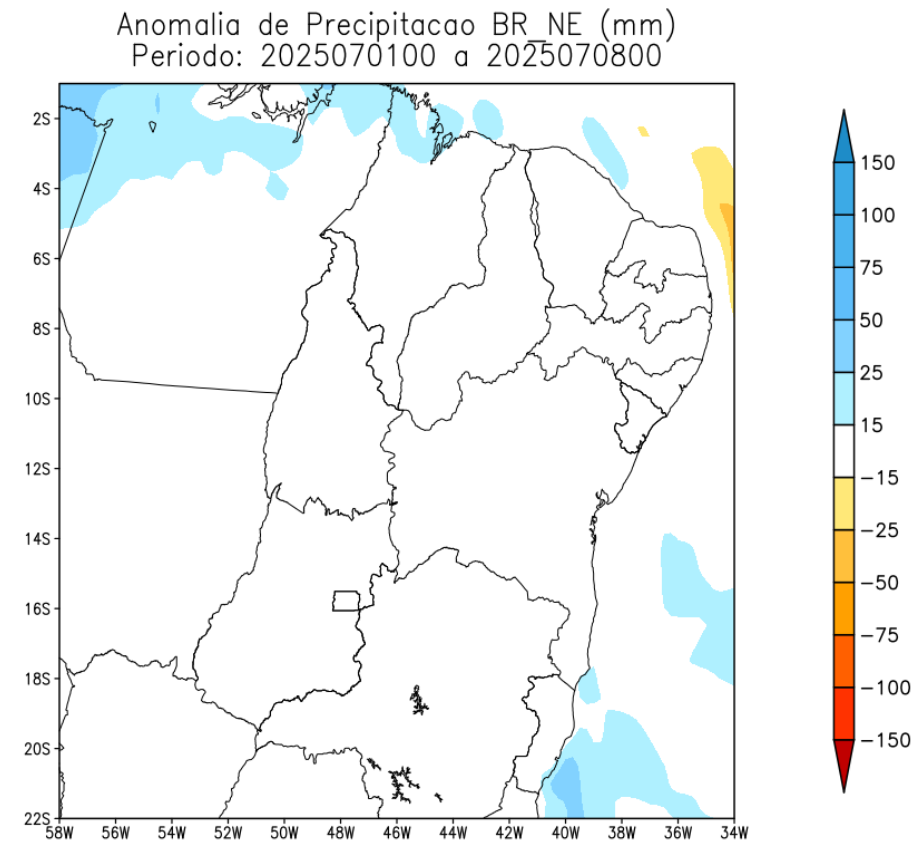 Anomalia de Precipitacao BR_NE (mm)
Periodo: 2025070100 a 2025070800
2S
4S
6S
8S
10S
12S
14S
16S
18S
20S
22S
58W 56W 54W 52W 50W 48W 46W 44W 42W 40W 38W 36W 34W
150
100
75
50
25
15
-15
-25
-50
-75
-100
-150